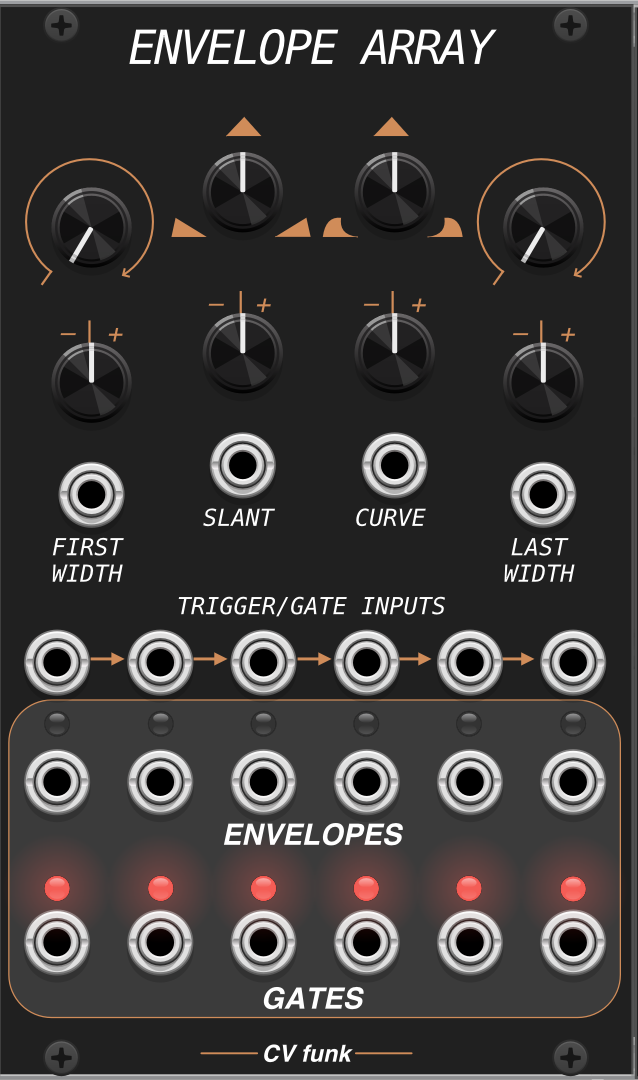 ENVELOPE ARRAY
− + − +
− + − +
SLANT CURVE
FIRST LAST
WIDTH WIDTH
TRIGGER/GATE INPUTS
ENVELOPES
GATES
CV funk